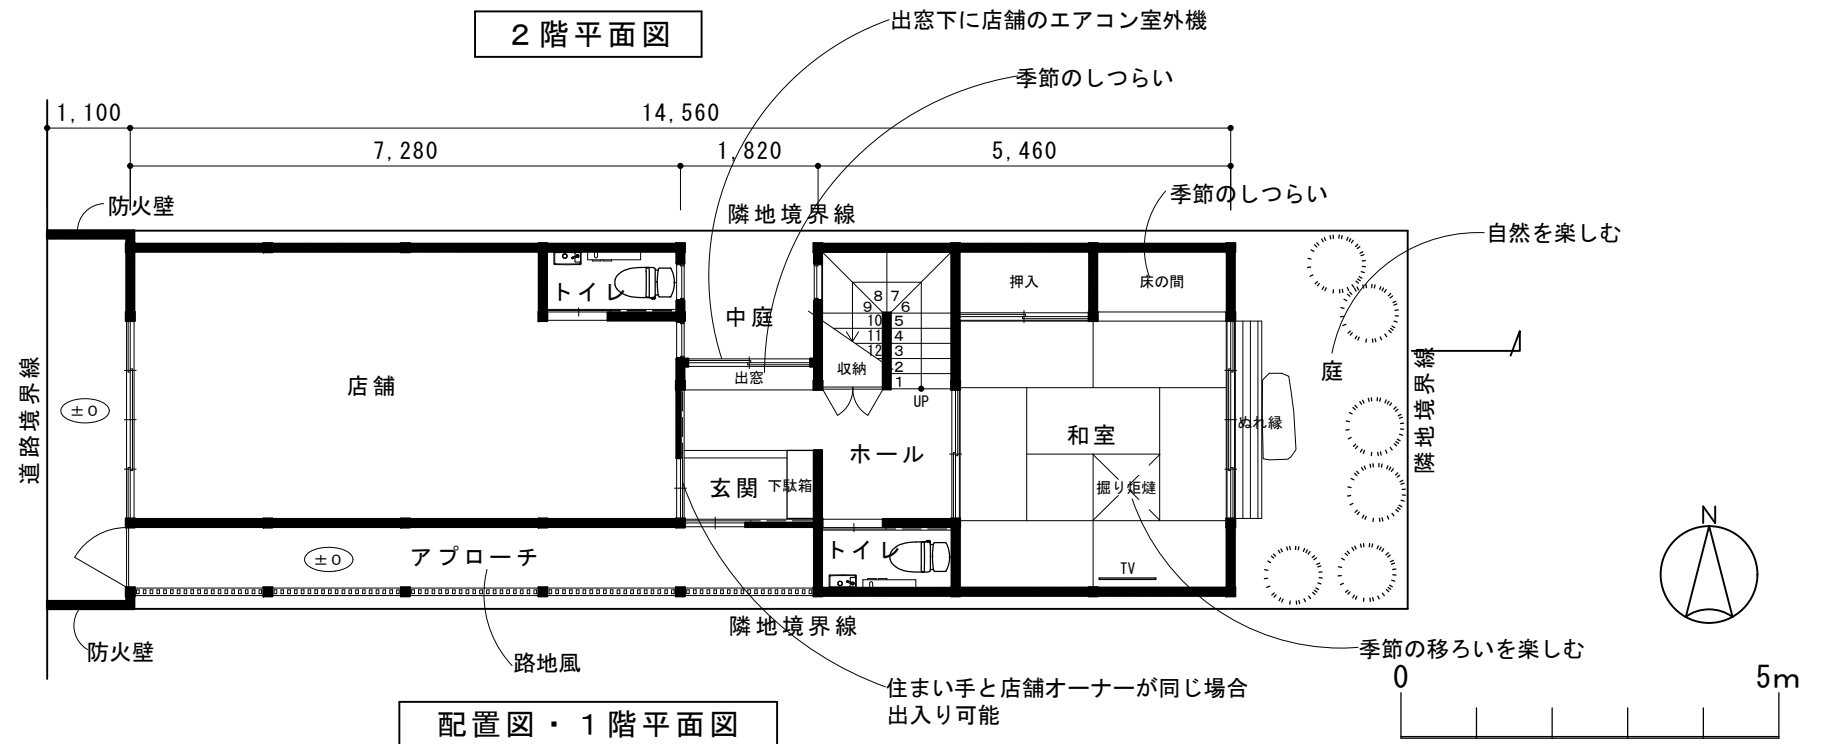 ２階平面図
出窓下に店舗のエアコン室外機
季節のしつらい
1,100
14,560
7,280
1,820
5,460
季節のしつらい
防火壁
隣地境界線
自然を楽しむ
トイレ
中庭
押入
床の間
8 7
9 6
10 5
11 4
12 3
2
1
UP
収納
出窓
店舗
庭
道路境界線
隣地境界線
±0
ぬれ縁
和室
ホール
玄関
下駄箱
掘り炬燵
N
±0
アプローチ
トイレ
TV
隣地境界線
防火壁
路地風
季節の移ろいを楽しむ
0
5m
住まい手と店舗オーナーが同じ場合
出入り可能
配置図・１階平面図